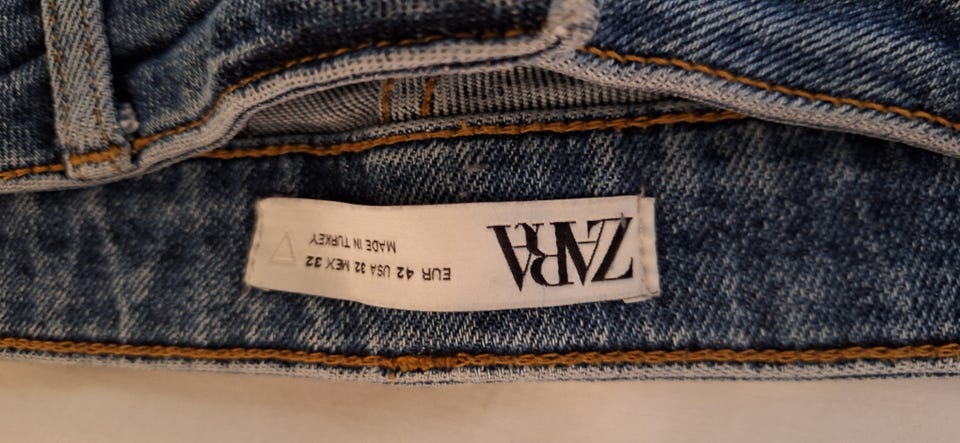 ZARA
EUR 42 USA 32 MEX 32
MADE IN TURKEY